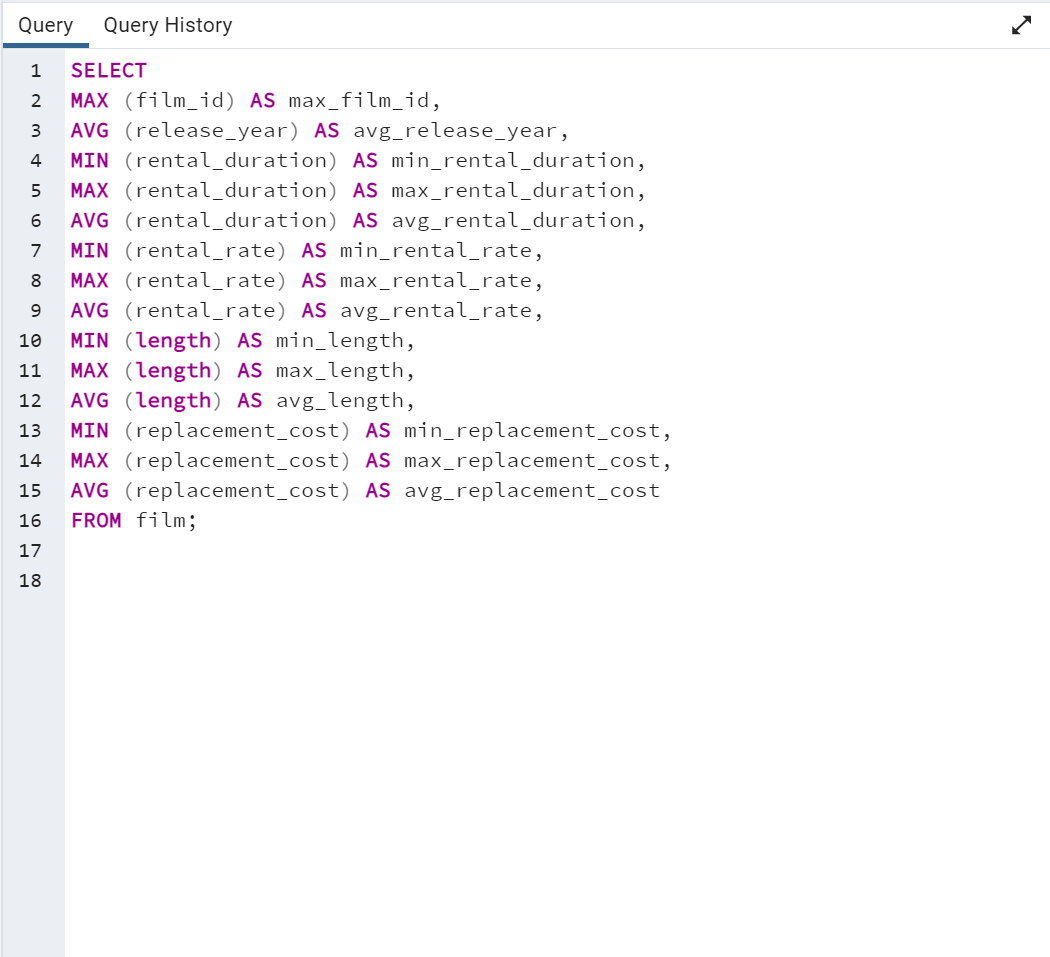 Query Query History
1 SELECT
2 MAX (film_id) AS max_film_id,
3 AVG (release_year) AS avg_release_year,
4 MIN (rental_duration) AS min_rental_duration,
5 MAX (rental_duration) AS max_rental_duration,
6 AVG (rental_duration) AS avg_rental_duration,
7 MIN (rental_rate) AS min_rental_rate,
8 MAX (rental_rate) AS max_rental_rate,
9 AVG (rental_rate) AS avg_rental_rate,
10 MIN (length) AS min_length,
11 MAX (length) AS max_length,
12 AVG (length) AS avg_length,
13 MIN (replacement_cost) AS min_replacement_cost,
14 MAX (replacement_cost) AS max_replacement_cost,
15 AVG (replacement_cost) AS avg_replacement_cost
16 FROM film;
17
18